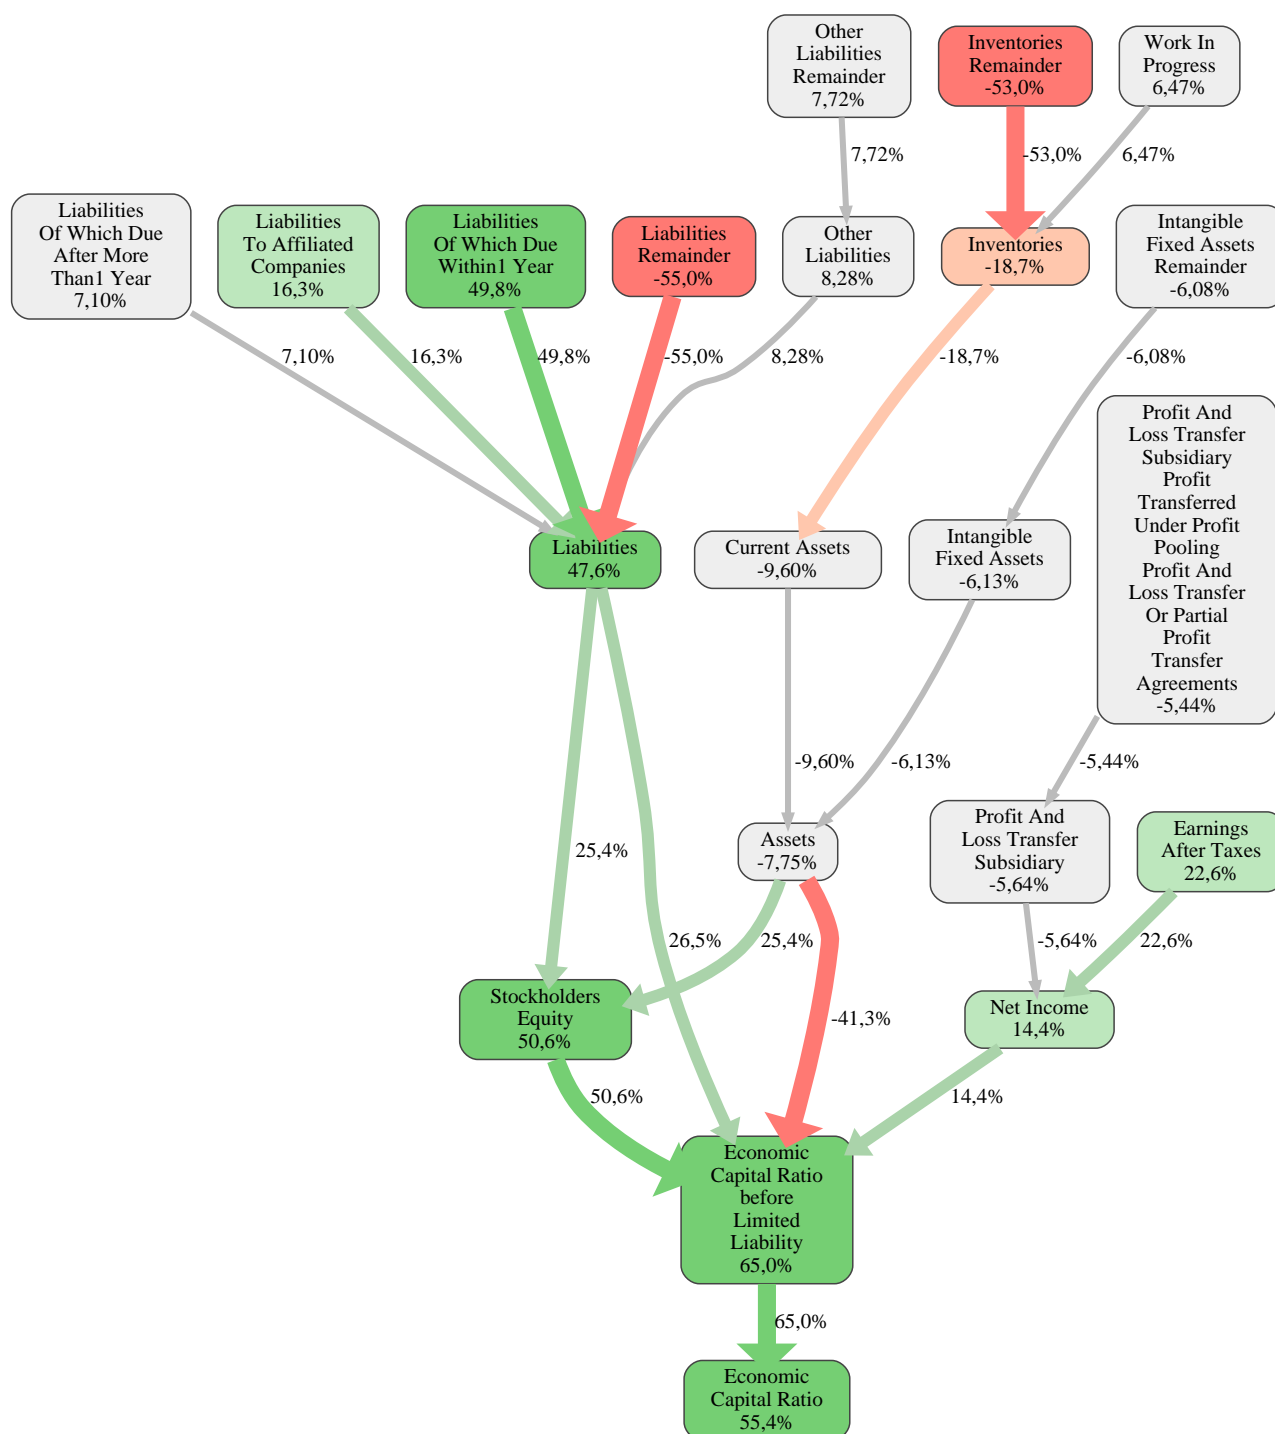 Other
Liabilities
Remainder
7,72%
Inventories
Remainder
-53,0%
Work In
Progress
6,47%
7,72%
-53,0%
6,47%
Liabilities
Of Which Due
After More
Than1 Year
7,10%
Liabilities
To Affiliated
Companies
16,3%
Liabilities
Of Which Due
Within1 Year
49,8%
Liabilities
Remainder
-55,0%
Other
Liabilities
8,28%
Inventories
-18,7%
Intangible
Fixed Assets
Remainder
-6,08%
7,10%
16,3%
49,8%
-55,0%
8,28%
-18,7%
-6,08%
Profit And
Loss Transfer
Subsidiary
Profit
Transferred
Under Profit
Pooling
Profit And
Loss Transfer
Or Partial
Profit
Transfer
Agreements
-5,44%
Liabilities
47,6%
Current Assets
-9,60%
Intangible
Fixed Assets
-6,13%
-9,60%
-6,13%
-5,44%
25,4%
Assets
-7,75%
Profit And
Loss Transfer
Subsidiary
-5,64%
Earnings
After Taxes
22,6%
26,5%
25,4%
-5,64%
22,6%
Stockholders
Equity
50,6%
-41,3%
Net Income
14,4%
50,6%
14,4%
Economic
Capital Ratio
before
Limited
Liability
65,0%
65,0%
Economic
Capital Ratio
55,4%